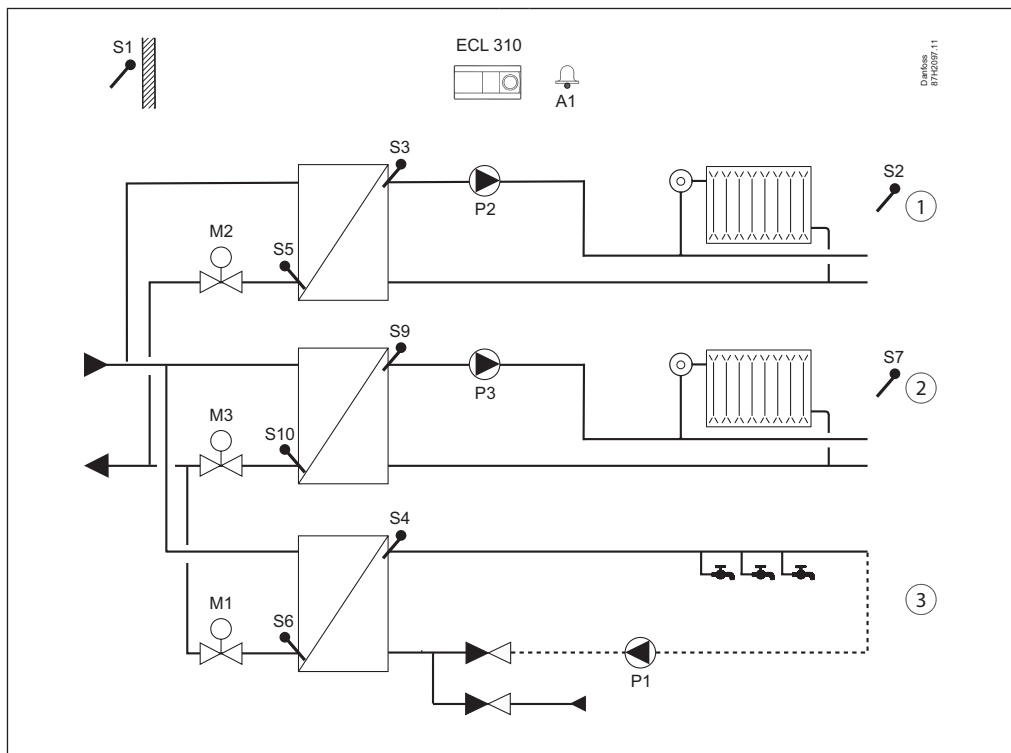 S1
ECL 310
A1
Danfoss
87H2097.11
S3
P2
S2
1
M2
S5
S9
P3
S7
2
M3
S10
S4
M1
S6
3
P1